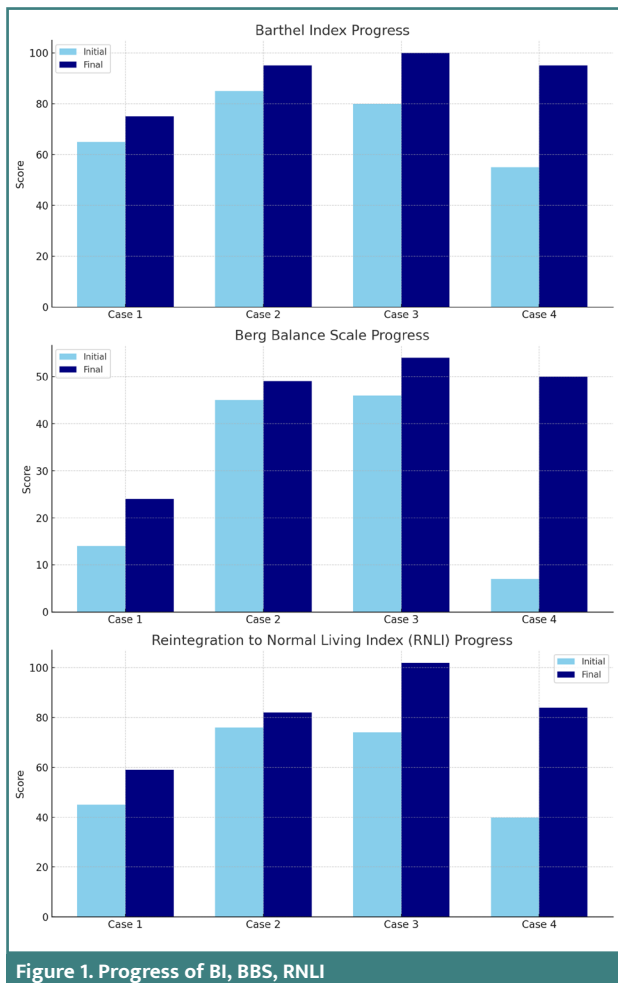 Barthel Index Progress
Initial
Final
100
80
60
40
20
0
Score
Case 1 Case 2 Case 3 Case 4
Berg Balance Scale Progress
Initial
Final
50
40
30
20
10
0
Score
Case 1 Case 2 Case 3 Case 4
Reintegration to Normal Living Index (RNLI) Progress
Initial
Final
100
80
60
40
20
0
Score
Case 1 Case 2 Case 3 Case 4
Figure 1. Progress of BI, BBS, RNLI